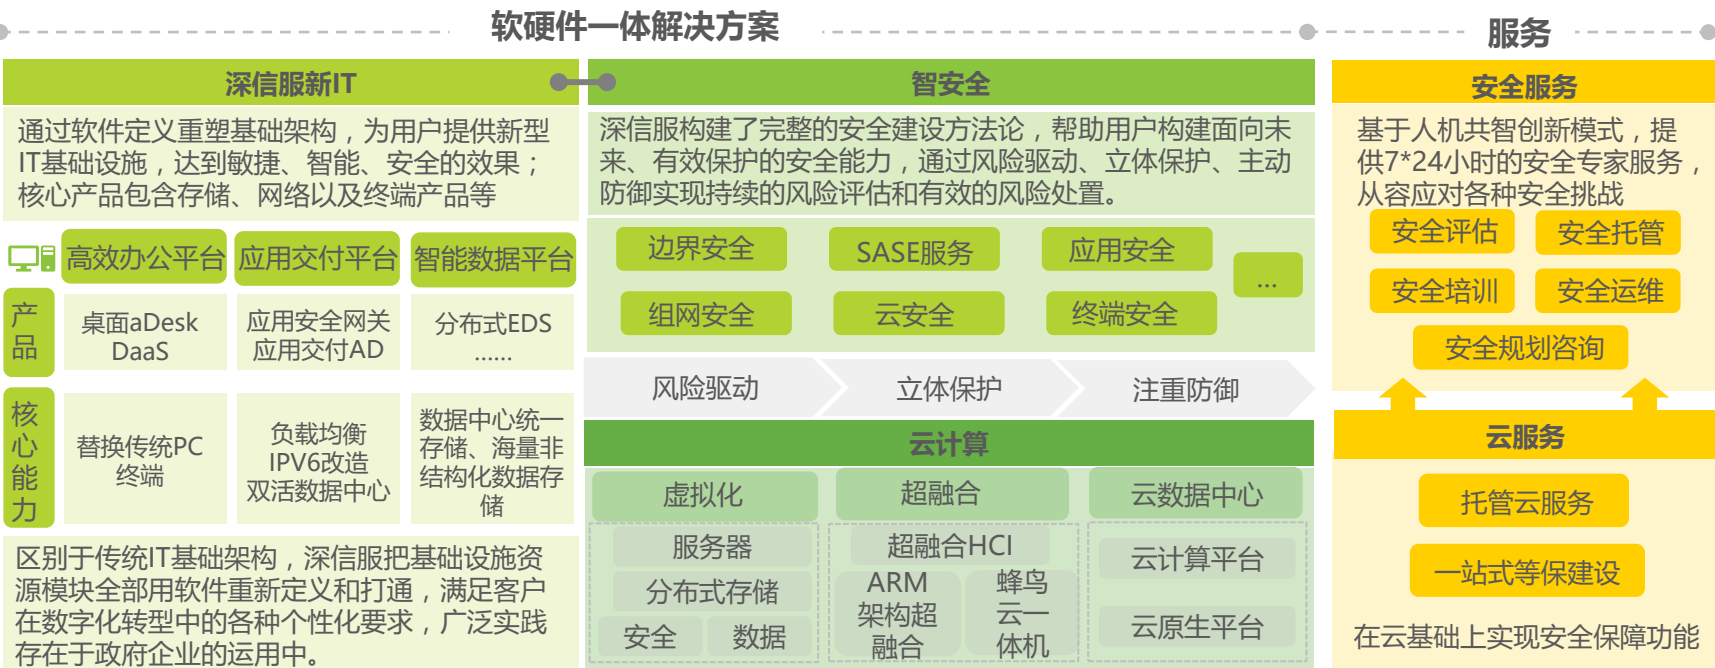 软硬件一体解决方案
服务
深信服新IT
通过软件定义重塑基础架构，为用户提供新型
IT基础设施，达到敏捷、智能、安全的效果；
核心产品包含存储、网络以及终端产品等
高效办公平台
应用交付平台
智能数据平台
产
品
桌面aDesk
DaaS
应用安全网关
应用交付AD
分布式EDS
……
核
心
能
力
替换传统PC
终端
负载均衡
IPV6改造
双活数据中心
数据中心统一
存储、海量非
结构化数据存
储
区别于传统IT基础架构，深信服把基础设施资
源模块全部用软件重新定义和打通，满足客户
在数字化转型中的各种个性化要求，广泛实践
存在于政府企业的运用中。
智安全
深信服构建了完整的安全建设方法论，帮助用户构建面向未
来、有效保护的安全能力，通过风险驱动、立体保护、主动
防御实现持续的风险评估和有效的风险处置。
边界安全
SASE服务
应用安全
…
组网安全
云安全
终端安全
风险驱动
立体保护
注重防御
云计算
虚拟化
超融合
云数据中心
服务器
分布式存储
安全
数据
超融合HCI
ARM
架构超
融合
蜂鸟
云一
体机
云计算平台
云原生平台
安全服务
基于人机共智创新模式，提
供7*24小时的安全专家服务，
从容应对各种安全挑战
安全评估
安全托管
安全培训
安全运维
安全规划咨询
云服务
托管云服务
一站式等保建设
在云基础上实现安全保障功能